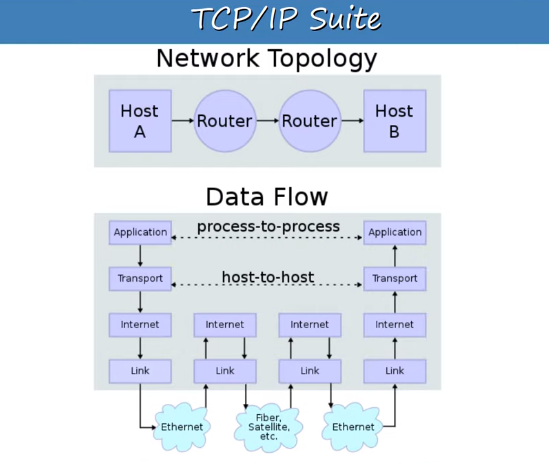 TCP/IP Suite
Network Topology
Host
A
Router
Router
Host
B
Data Flow
Application
process-to-process
Application
Transport
host-to-host
Transport
Internet
Internet
Internet
Internet
Link
Link
Link
Link
Ethernet
Fiber,
Satellite,
etc.
Ethernet